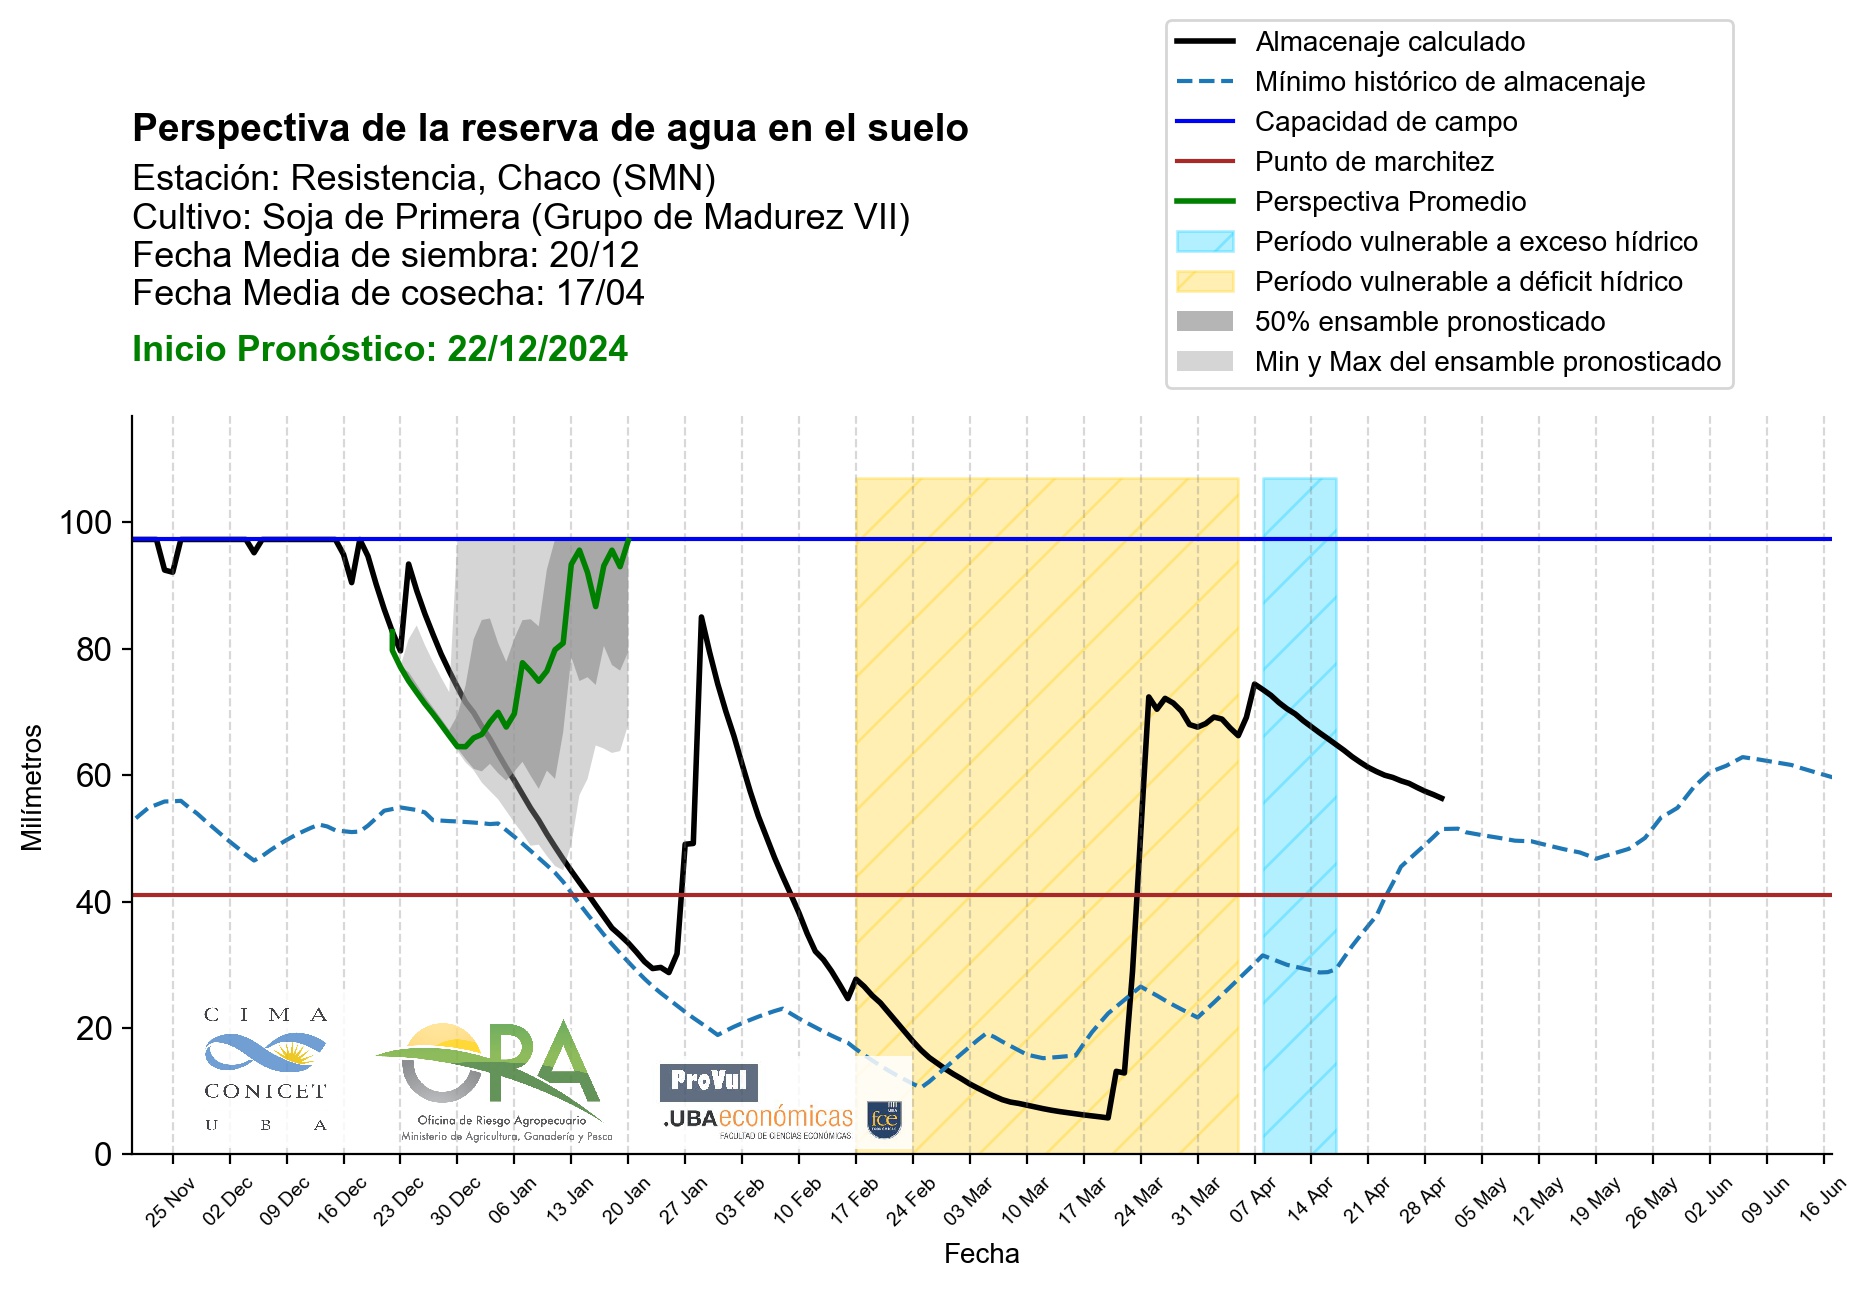 Almacenaje calculado
Mínimo histórico de almacenaje
Capacidad de campo
Punto de marchitez
Perspectiva Promedio
Período vulnerable a exceso hídrico
Período vulnerable a déficit hídrico
50% ensamble pronosticado
Min y Max del ensamble pronosticado
Perspectiva de la reserva de agua en el suelo
Estación: Resistencia, Chaco (SMN)
Cultivo: Soja de Primera (Grupo de Madurez VII)
Fecha Media de siembra: 20/12
Fecha Media de cosecha: 17/04
Inicio Pronóstico: 22/12/2024
Milímetros
100
80
60
40
20
0
CIMA
CONICET
UBA
ORA
Oficina de Riesgo Agropecuario
Ministerio de Agricultura, Ganadería y Pesca
ProVul
.UBAeconómicas
FACULTAD DE CIENCIAS ECONÓMICAS
UBA
fce
ECONÓMICAS
25 Nov
02 Dec
09 Dec
16 Dec
23 Dec
30 Dec
06 Jan
13 Jan
20 Jan
27 Jan
03 Feb
10 Feb
17 Feb
24 Feb
03 Mar
10 Mar
17 Mar
24 Mar
31 Mar
07 Apr
14 Apr
21 Apr
28 Apr
05 May
12 May
19 May
26 May
02 Jun
09 Jun
16 Jun
Fecha